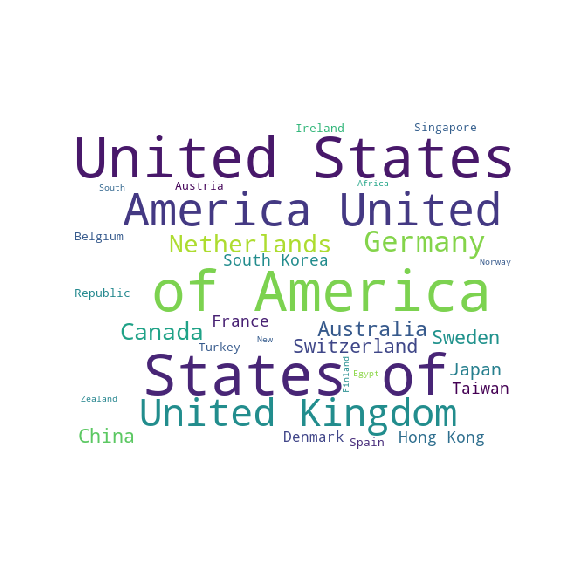 Ireland
Singapore
United States
South
Austria
Africa
America United
Belgium
Netherlands
Germany
South Korea
Norway
of America
Republic
France
Canada
Australia
Sweden
New
Turkey
Switzerland
States of
Finland
Egypt
Japan
Taiwan
Zealand
United Kingdom
China
Denmark
Spain
Hong Kong